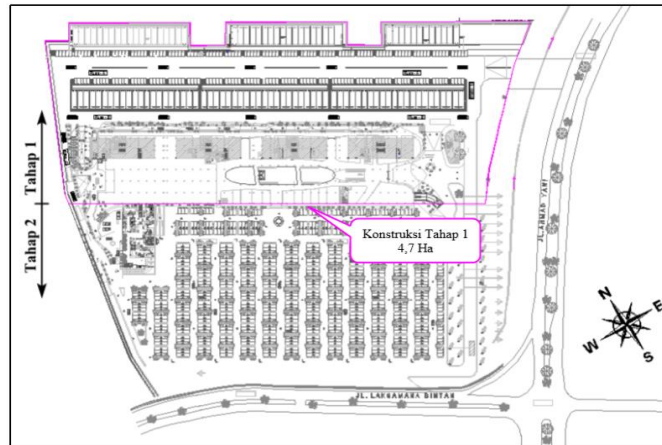 Tahap 1
Tahap 2
Konstruksi Tahap 1
4,7 Ha
JL.AHMAD YANI
N
E
W
S
JL. LAKSAMANA BINTAN